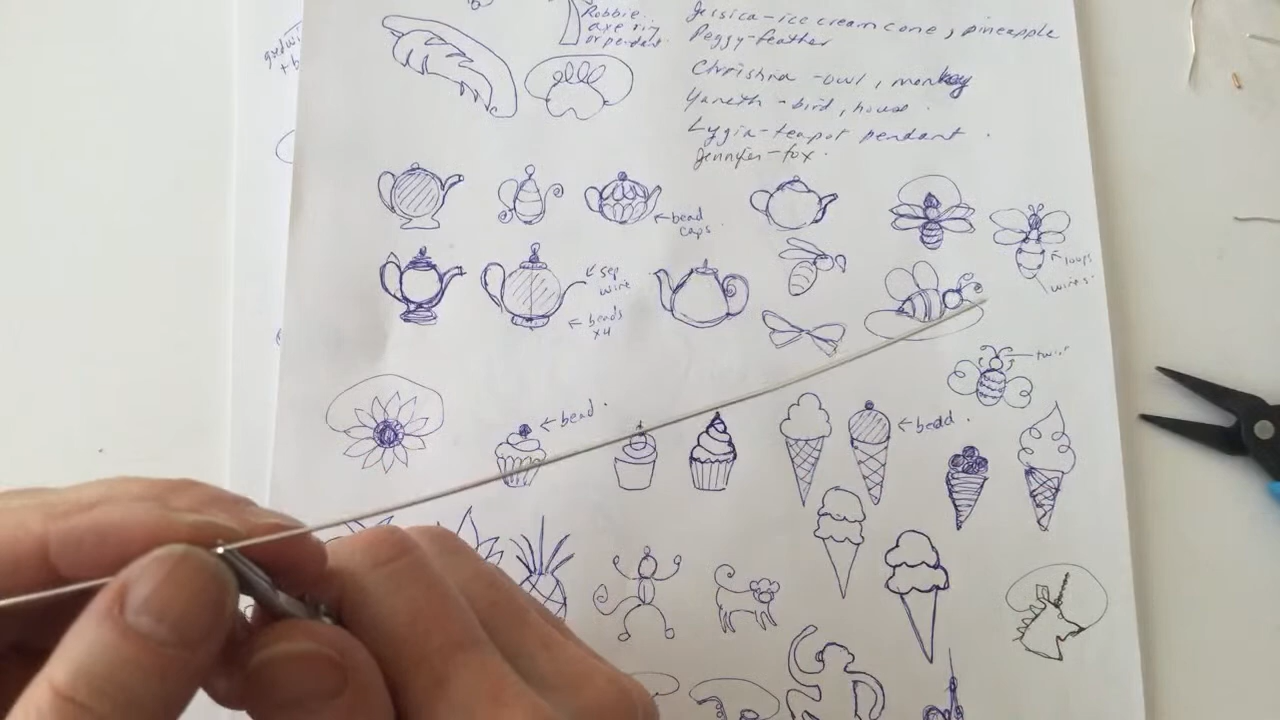 Robbie
axe ring
or pendant.
Jessica - ice cream cone, pineapple
Peggy - feather
Christina - owl, monkey
Yaneth - bird, house
Lygia - teapot pendant.
Jennifer - fox.
← bead
caps
sep
wire
← beads
x4
← loops
wires
twist
← bead.
← bead.